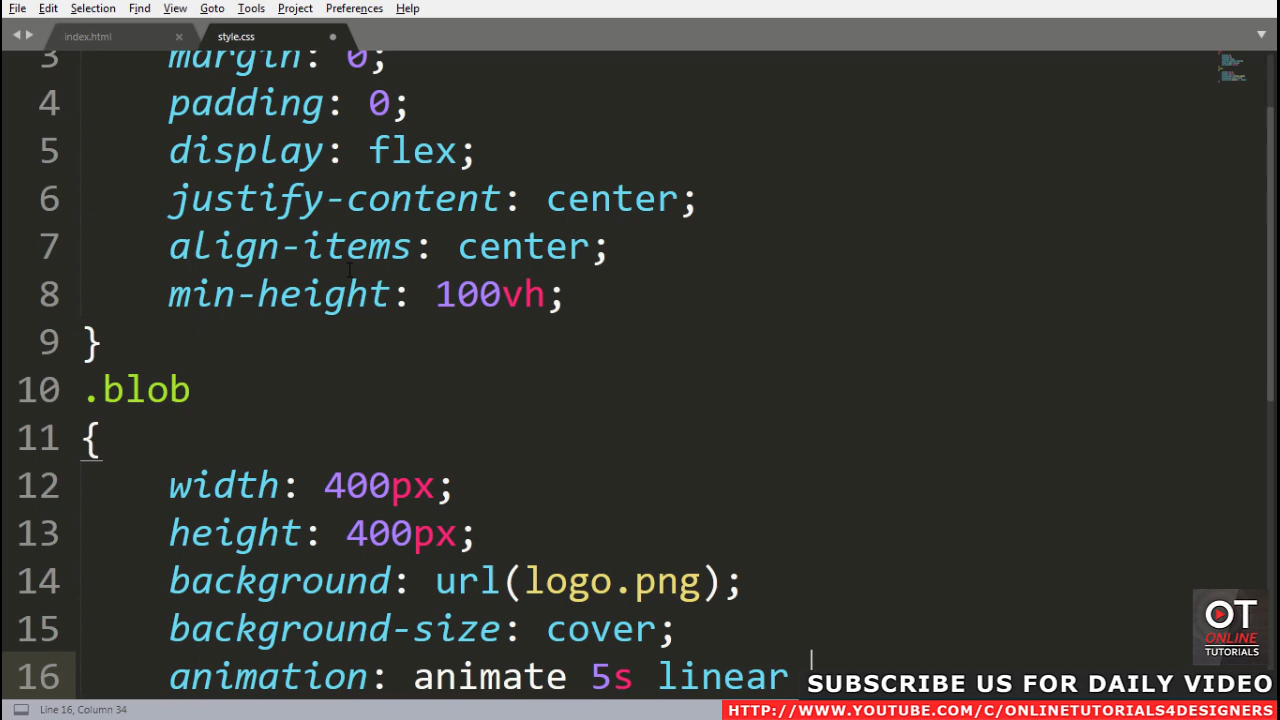 File Edit Selection Find View Goto Tools Project Preferences Help
index.html style.css
3 margin: 0;
4 padding: 0;
5 display: flex;
6 justify-content: center;
7 align-items: center;
8 min-height: 100vh;
9 }
10 .blob
11 {
12 width: 400px;
13 height: 400px;
14 background: url(logo.png);
15 background-size: cover;
16 animation: animate 5s linear
OT
ONLINE
TUTORIALS
SUBSCRIBE US FOR DAILY VIDEO
Line 16, Column 34
HTTP://WWW.YOUTUBE.COM/C/ONLINETUTORIALS4DESIGNERS